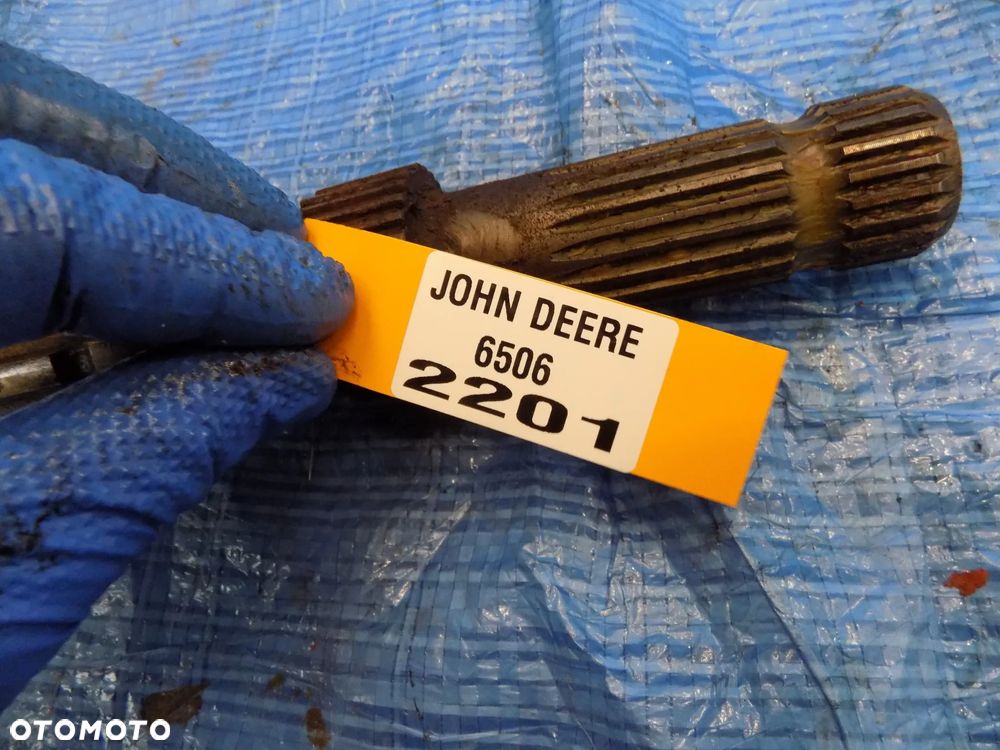 JOHN DEERE
6506
2201
OTOMOTO